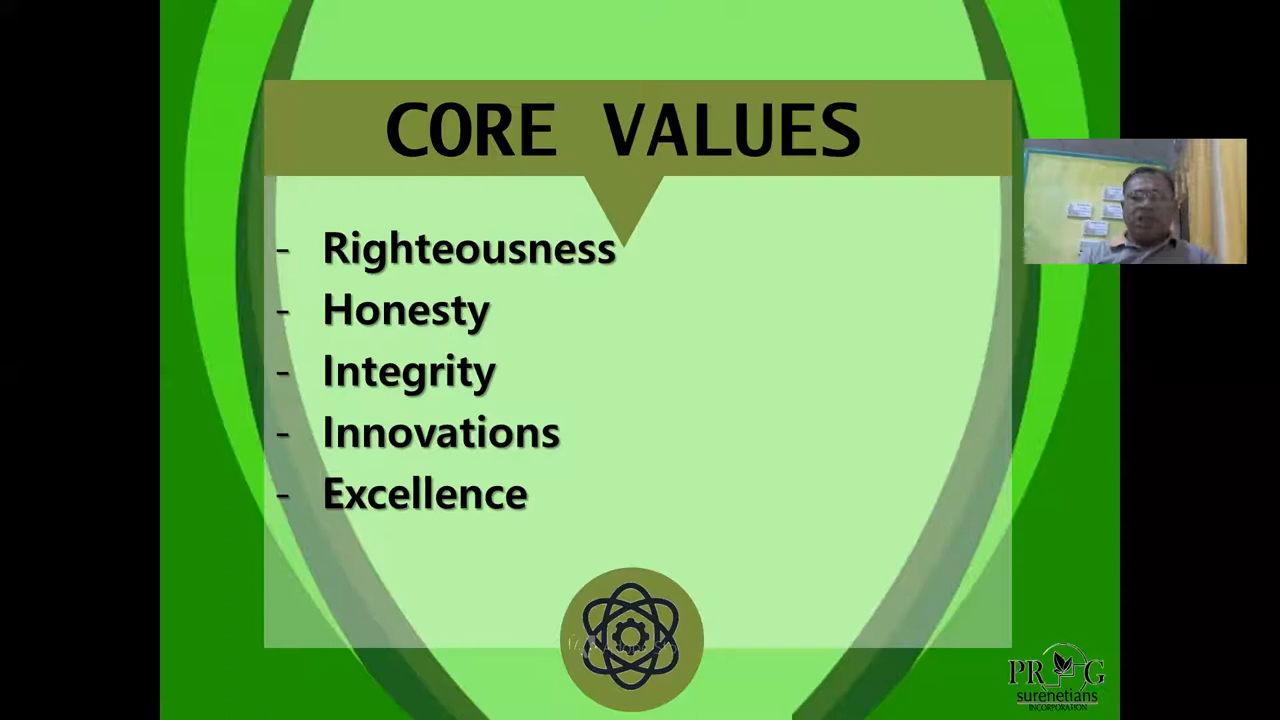 CORE VALUES
- Righteousness
- Honesty
- Integrity
- Innovations
- Excellence
PR G
surenetians
INCORPORATION